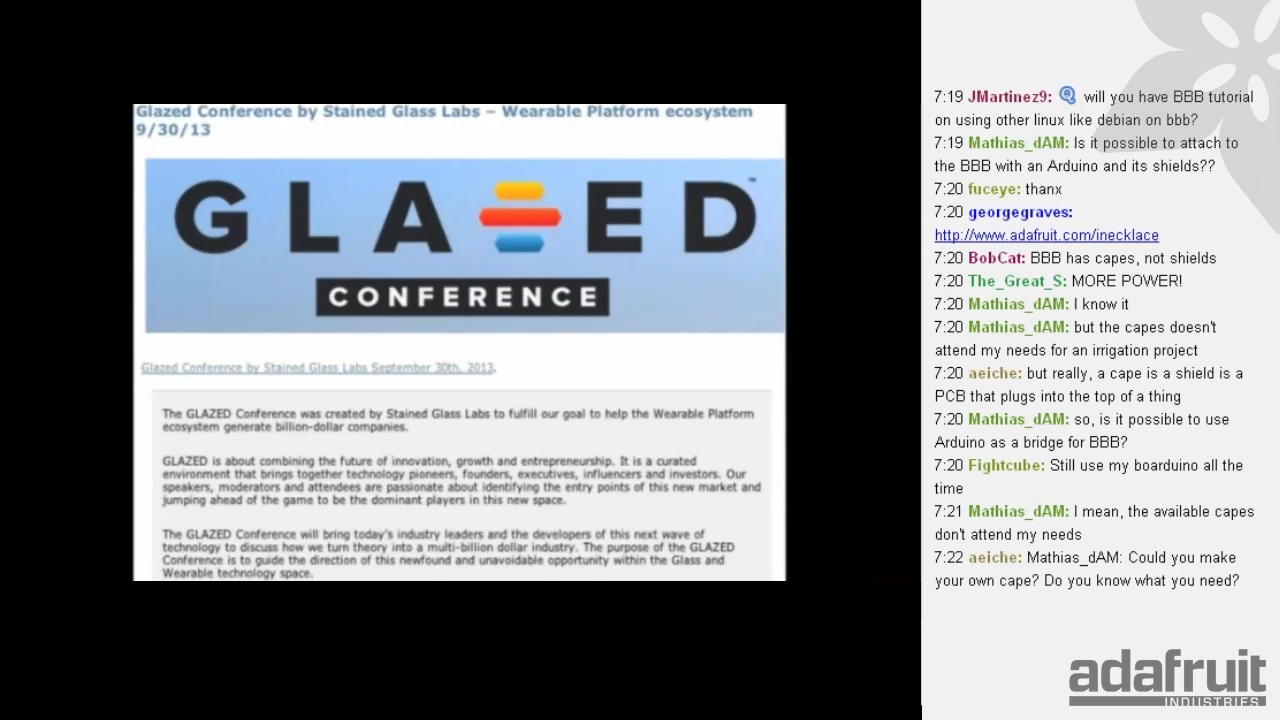 Glazed Conference by Stained Glass Labs – Wearable Platform ecosystem
9/30/13
GLAZED™
CONFERENCE
Glazed Conference by Stained Glass Labs September 30th, 2013.
The GLAZED Conference was created by Stained Glass Labs to fulfill our goal to help the Wearable Platform
ecosystem generate billion-dollar companies.
GLAZED is about combining the future of innovation, growth and entrepreneurship. It is a curated
environment that brings together technology pioneers, founders, executives, influencers and investors. Our
speakers, moderators and attendees are passionate about identifying the entry points of this new market and
jumping ahead of the game to be the dominant players in this new space.
The GLAZED Conference will bring today's industry leaders and the developers of this next wave of
technology to discuss how we turn theory into a multi-billion dollar industry. The purpose of the GLAZED
Conference is to guide the direction of this newfound and unavoidable opportunity within the Glass and
Wearable technology space.
7:19 JMartinez9: Q will you have BBB tutorial
on using other linux like debian on bbb?
7:19 Mathias_dAM: Is it possible to attach to
the BBB with an Arduino and its shields??
7:20 fuceye: thanx
7:20 georgegraves:
http://www.adafruit.com/inecklace
7:20 BobCat: BBB has capes, not shields
7:20 The_Great_S: MORE POWER!
7:20 Mathias_dAM: I know it
7:20 Mathias_dAM: but the capes doesn't
attend my needs for an irrigation project
7:20 aeiche: but really, a cape is a shield is a
PCB that plugs into the top of a thing
7:20 Mathias_dAM: so, is it possible to use
Arduino as a bridge for BBB?
7:20 Fightcube: Still use my boarduino all the
time
7:21 Mathias_dAM: I mean, the available capes
don't attend my needs
7:22 aeiche: Mathias_dAM: Could you make
your own cape? Do you know what you need?
adafruit
INDUSTRIES